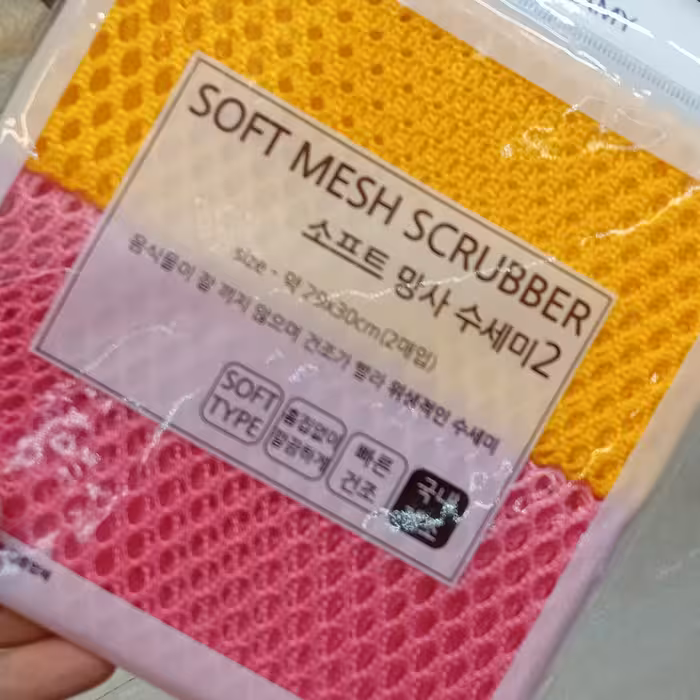 SOFT MESH SCRUBBER
소프트 망사 수세미2
size - 약 29x30cm(2매입)
음식물이 잘 끼지 않으며 건조가 빨라 위생적인 수세미
SOFT
TYPE
흠집없이
깔끔하게
빠른
건조
국내